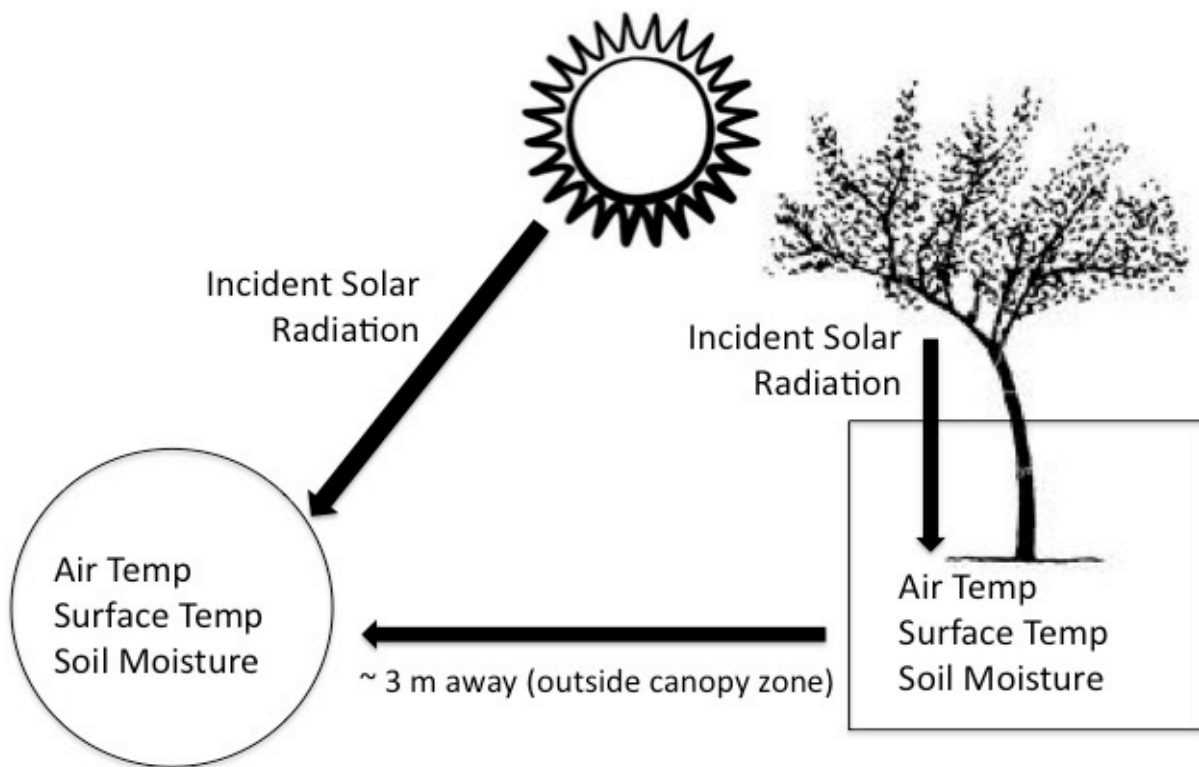 Incident Solar
Radiation
Incident Solar
Radiation
Air Temp
Surface Temp
Soil Moisture
~ 3 m away (outside canopy zone)
Air Temp
Surface Temp
Soil Moisture